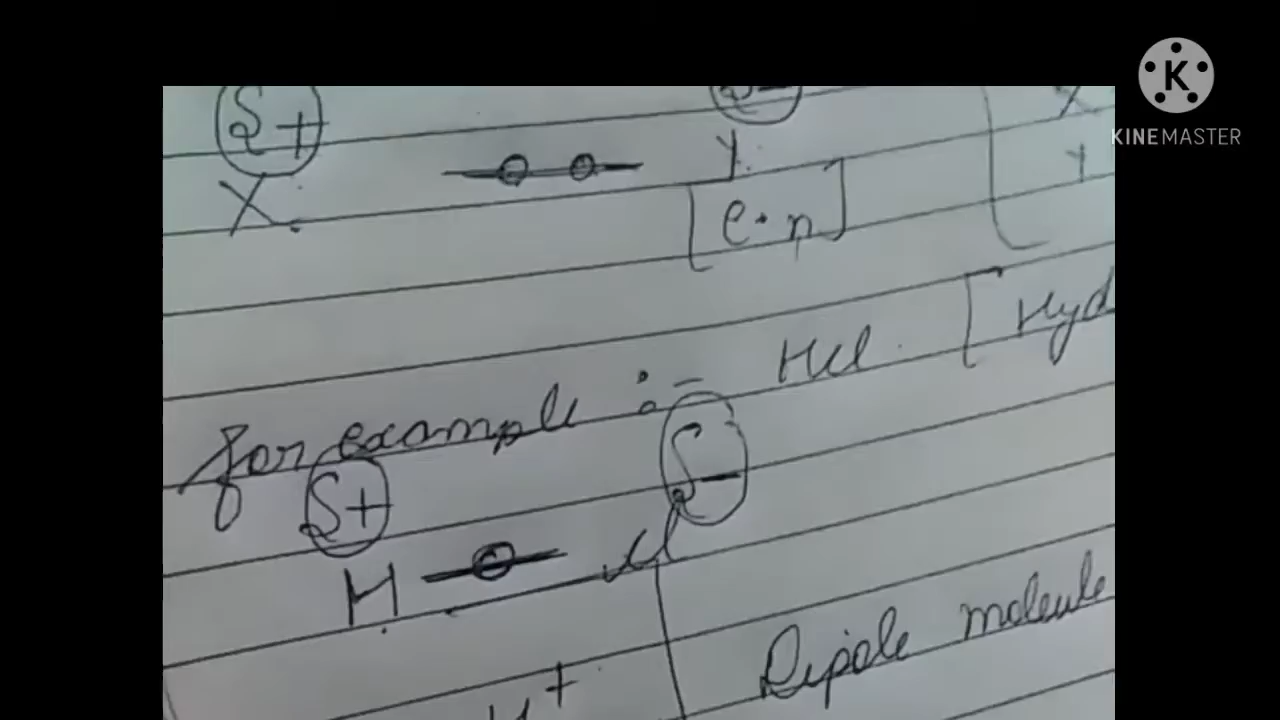 K
KINEMASTER
S+
X
Y
[e.n]
X
Y
for example :- HCl [Hyd
S+
S-
H Cl
Dipole molecule
H+